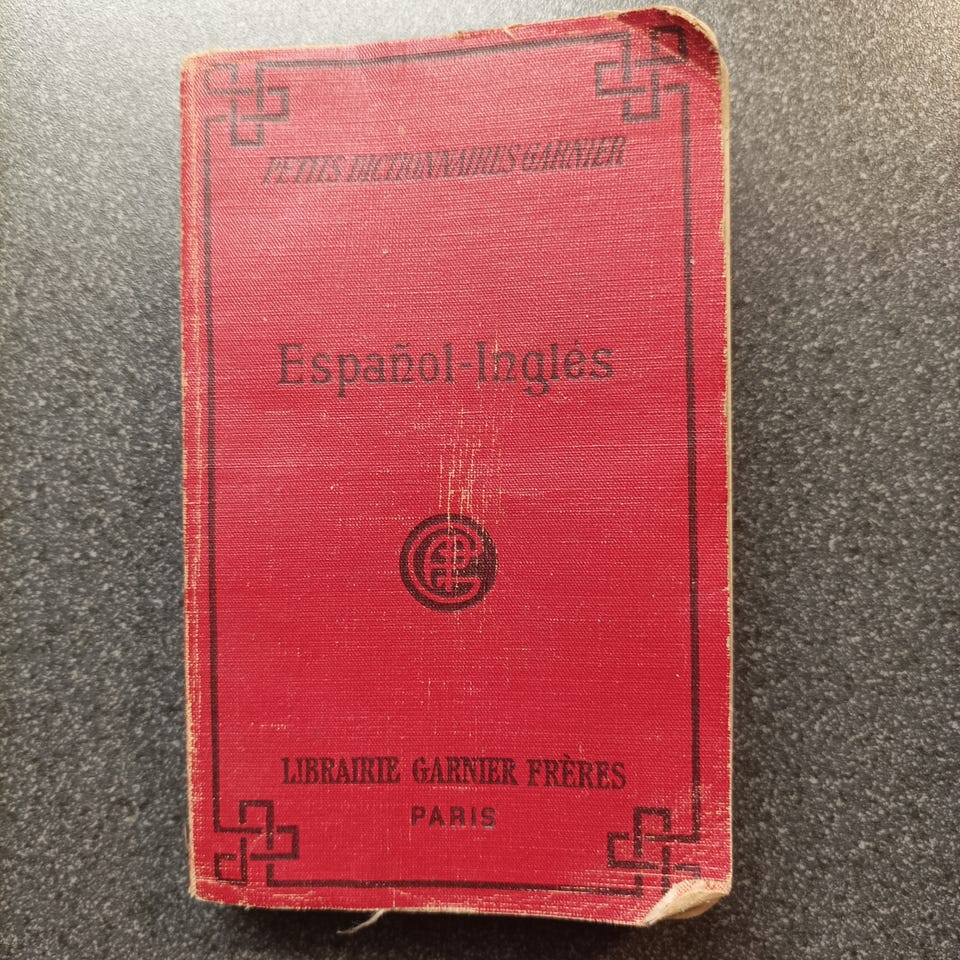 PETITS DICTIONNAIRES GARNIER
Español-Inglés
LIBRAIRIE GARNIER FRÈRES
PARIS